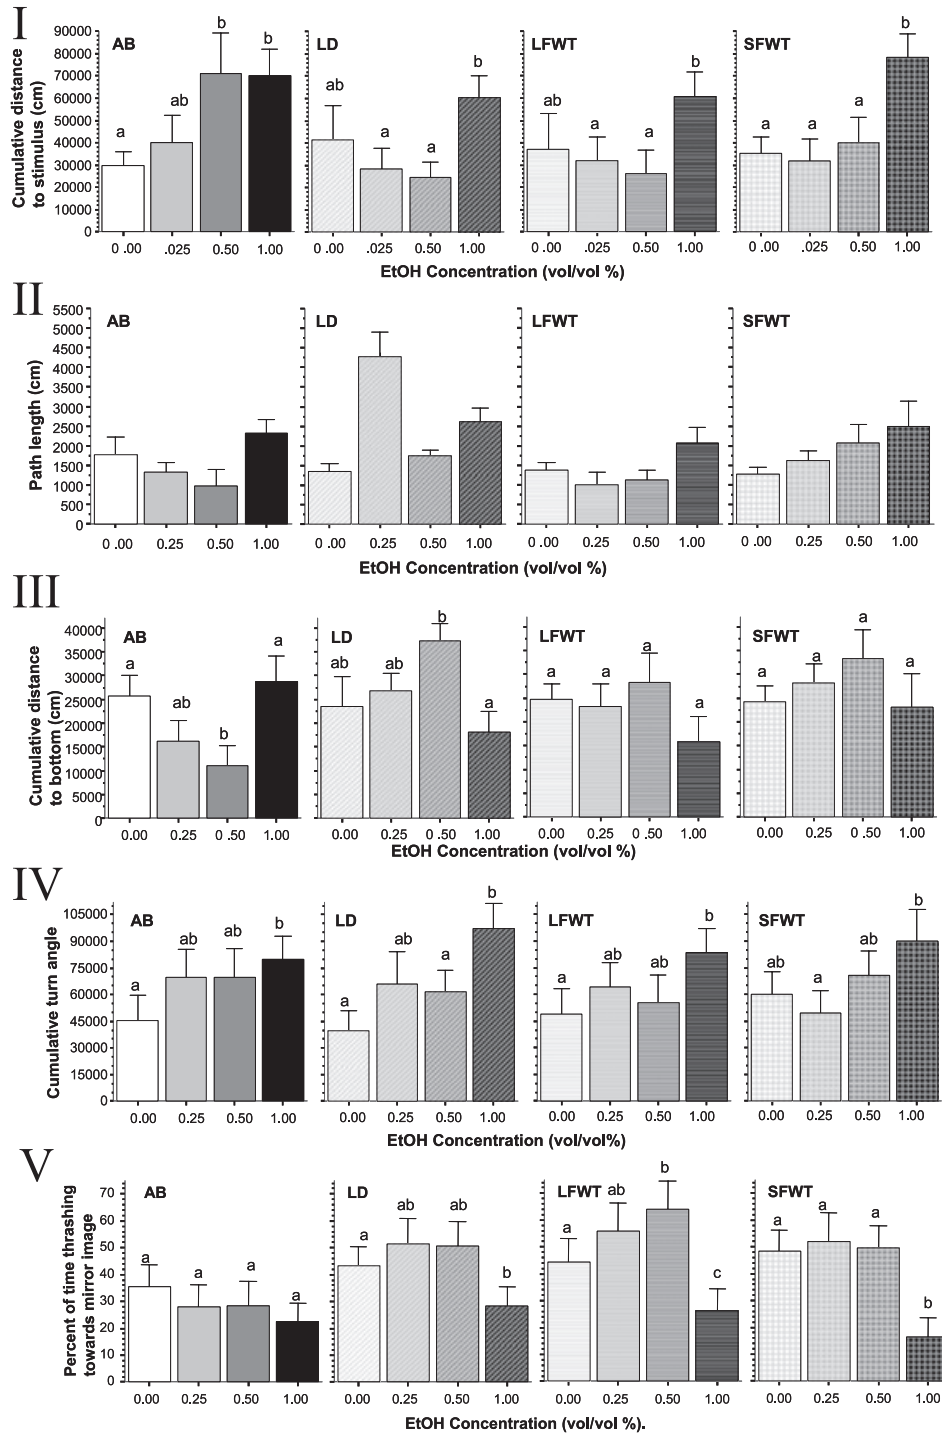 I
AB LD LFWT SFWT
Cumulative distance
to stimulus (cm)
90000
80000
70000
60000
50000
40000
30000
20000
10000
0
a ab b b
ab a a b
ab a a b
a a a b
0 .00 .025 0.50 1.00 0 .00 .025 0.50 1.00 0 .00 .025 0.50 1.00 0 .00 .025 0.50 1.00
EtOH Concentration (vol/vol %)
II
AB LD LFWT SFWT
Path length (cm)
5500
5000
4500
4000
3500
3000
2500
2000
1500
1000
500
0
0 .00 0.25 0.50 1.00 0 .00 0.25 0.50 1.00 0 .00 0.25 0.50 1.00 0 .00 0.25 0.50 1.00
EtOH Concentration (vol/vol %)
III
AB LD LFWT SFWT
Cumulative distance
to bottom (cm)
40000
35000
30000
25000
20000
15000
10000
5000
0
a ab b a
ab ab b a
a a a a
a a a a
0.00 0.25 0 .50 1.00 0.00 0.25 0 .50 1.00 0.00 0.25 0 .50 1.00 0.00 0.25 0 .50 1.00
EtOH Concentration (vol/vol %)
IV
AB LD LFWT SFWT
Cumulative turn angle
105000
90000
75000
60000
45000
30000
15000
0
a ab ab b
a ab a b
a ab ab b
ab a ab b
0.00 0.25 0.50 1.00 0.00 0.25 0.50 1.00 0.00 0.25 0.50 1.00 0.00 0.25 0.50 1.00
EtOH Concentration (vol/vol%)
V
AB LD LFWT SFWT
Percent of time thrashing
towards mirror image
70
60
50
40
30
20
10
0
a a a a
a ab ab b
a ab b c
a a a b
0.00 0.25 0.50 1.00 0.00 0.25 0.50 1.00 0.00 0.25 0.50 1.00 0.00 0.25 0.50 1.00
EtOH Concentration (vol/vol %).